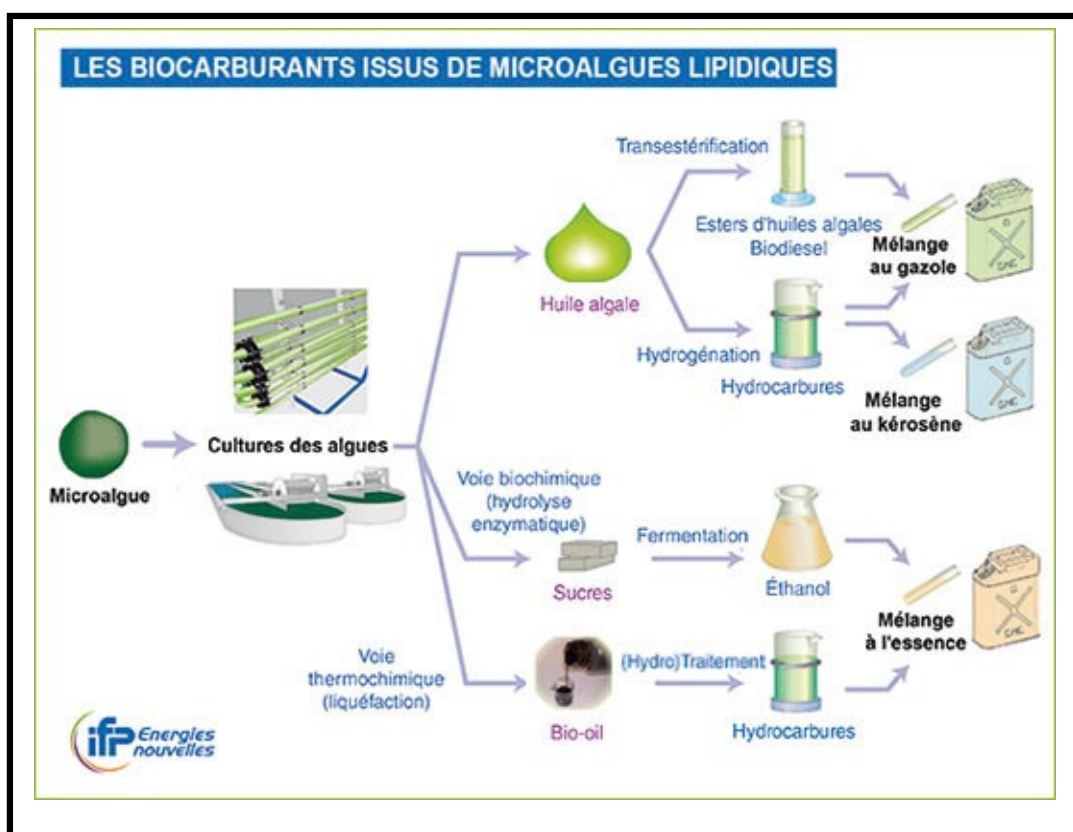 LES BIOCARBURANTS ISSUS DE MICROALGUES LIPIDIQUES
Transestérification
Esters d'huiles algales
Biodiesel
Mélange
au gazole
Huile algale
Hydrogénation
Hydrocarbures
Mélange
au kérosène
Microalgue
Cultures des algues
Voie biochimique
(hydrolyse
enzymatique)
Sucres
Fermentation
Éthanol
Mélange
à l'essence
Voie
thermochimique
(liquéfaction)
Bio-oil
(Hydro)Traitement
Hydrocarbures
ifp Energies
nouvelles